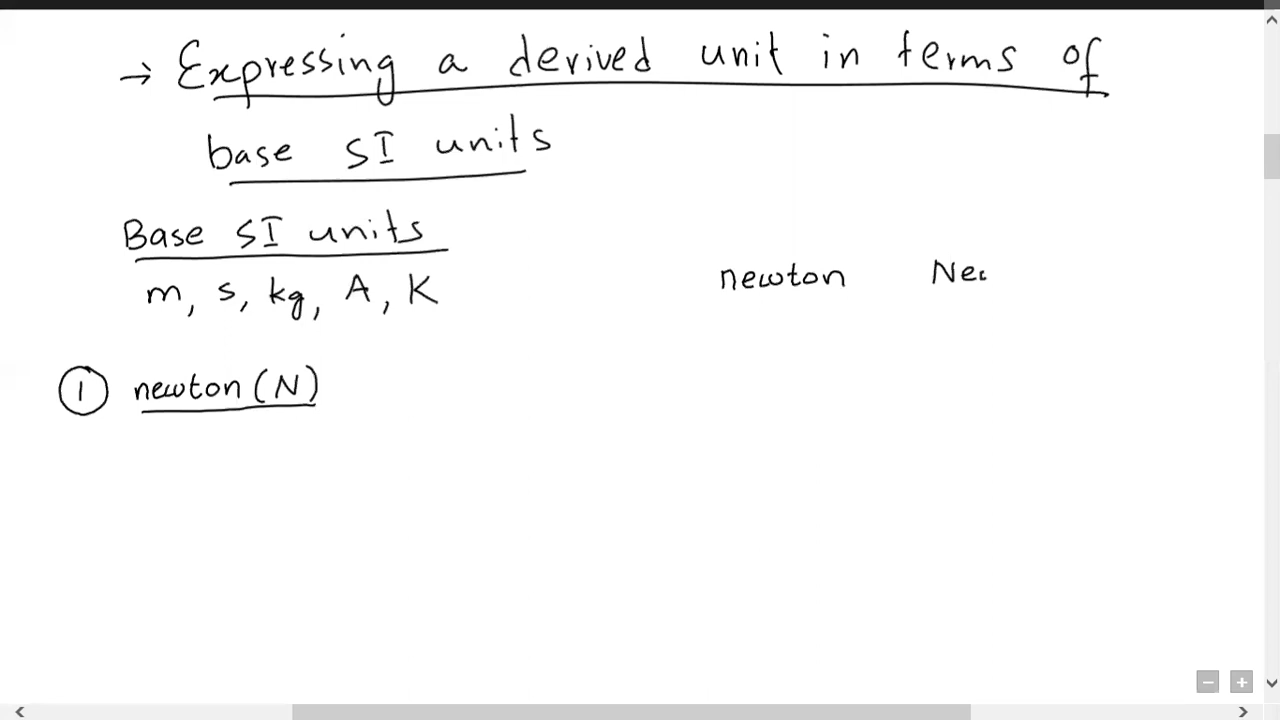 → Expressing a derived unit in terms of
base SI units
Base SI units
m, s, kg, A, K
newton
① newton (N)